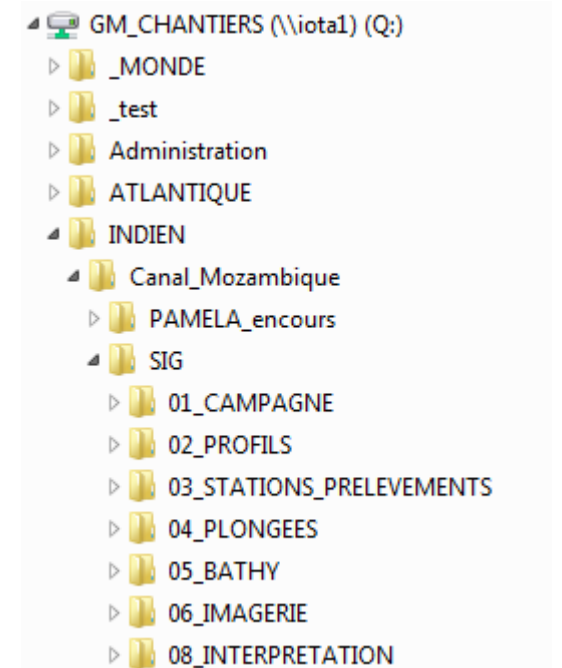 GM_CHANTIERS (\\iota1) (Q:)
_MONDE
_test
Administration
ATLANTIQUE
INDIEN
Canal_Mozambique
PAMELA_encours
SIG
01_CAMPAGNE
02_PROFILS
03_STATIONS_PRELEVEMENTS
04_PLONGEES
05_BATHY
06_IMAGERIE
08_INTERPRETATION